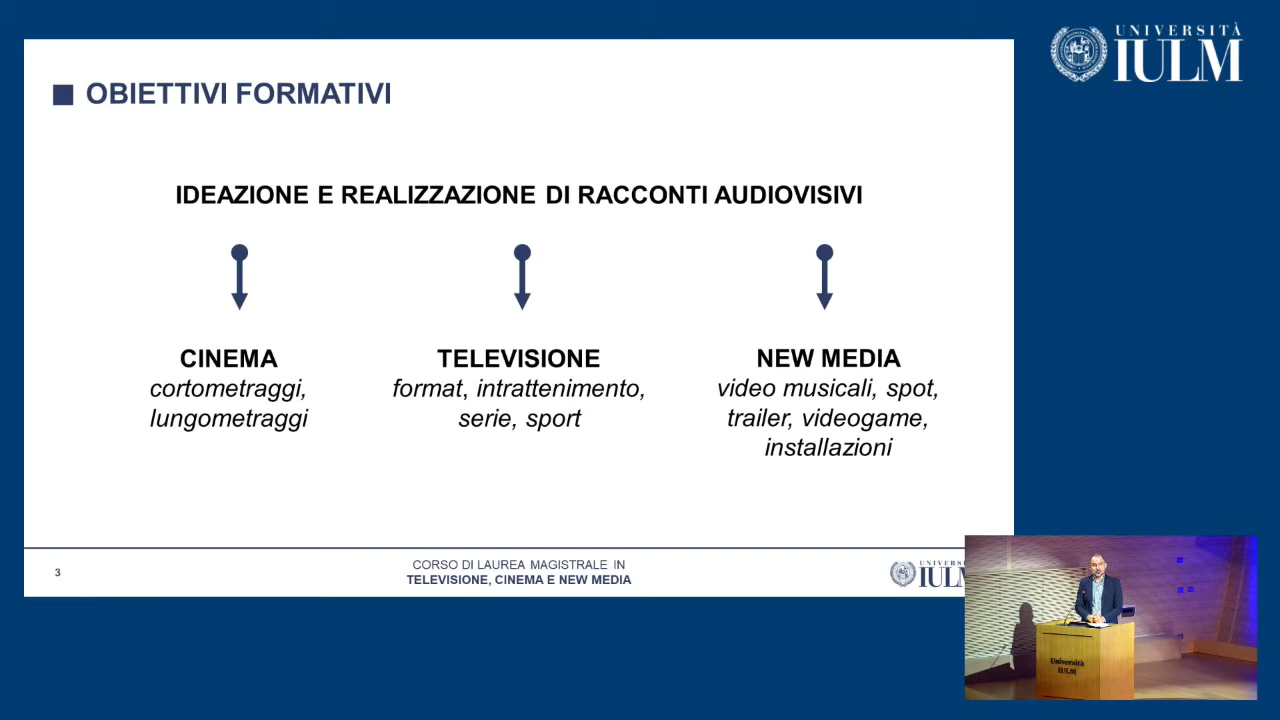 UNIVERSITÀ
IULM
OBIETTIVI FORMATIVI
IDEAZIONE E REALIZZAZIONE DI RACCONTI AUDIOVISIVI
CINEMA
cortometraggi,
lungometraggi
TELEVISIONE
format, intrattenimento,
serie, sport
NEW MEDIA
video musicali, spot,
trailer, videogame,
installazioni
3
CORSO DI LAUREA MAGISTRALE IN
TELEVISIONE, CINEMA E NEW MEDIA
Università
IULM